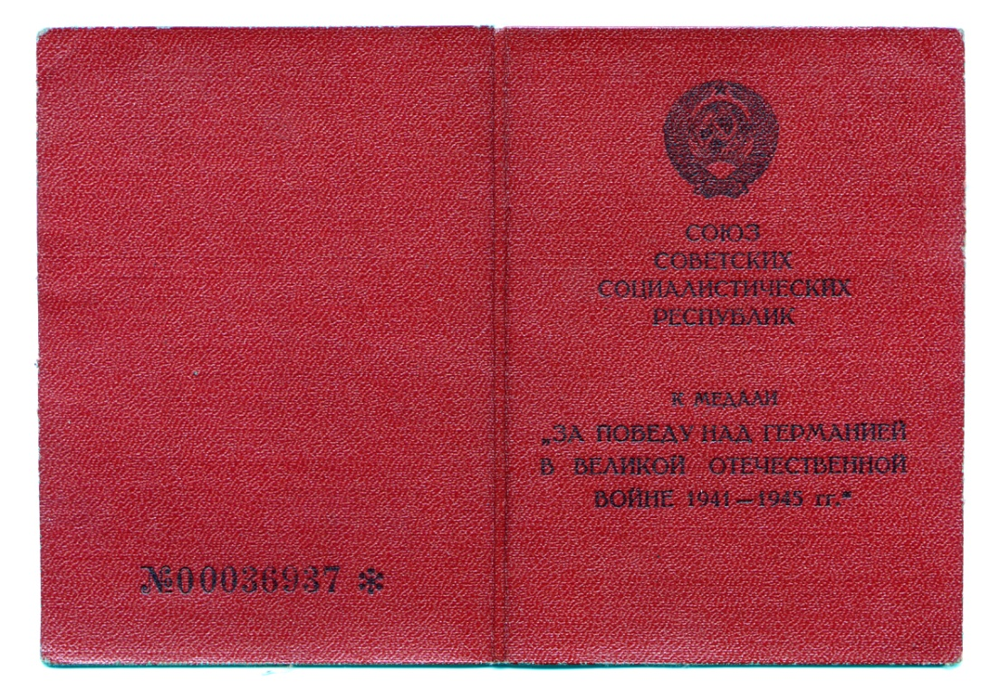 №00036937 *
СОЮЗ
СОВЕТСКИХ
СОЦИАЛИСТИЧЕСКИХ
РЕСПУБЛИК
К МЕДАЛИ
„ЗА ПОБЕДУ НАД ГЕРМАНИЕЙ
В ВЕЛИКОЙ ОТЕЧЕСТВЕННОЙ
ВОЙНЕ 1941—1945 гг.“